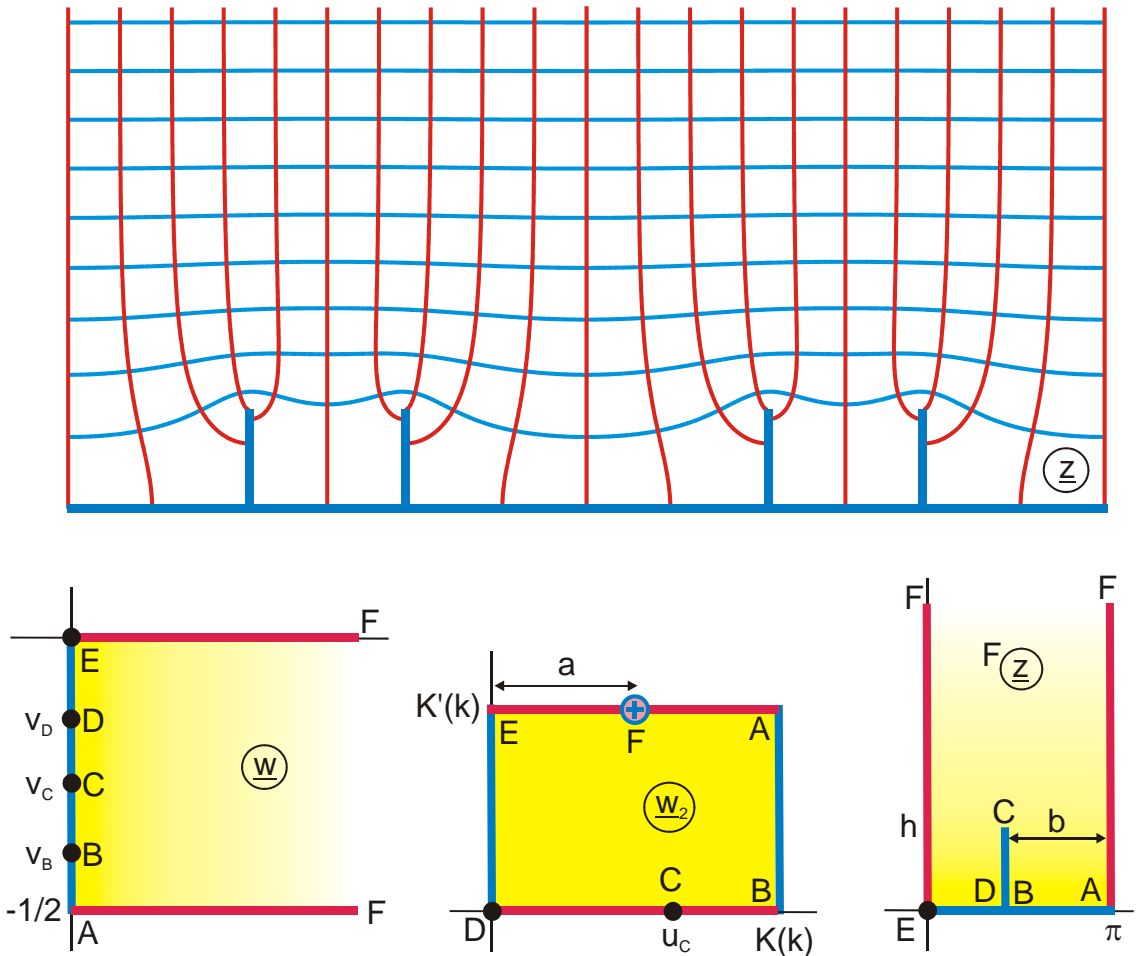 z
F
E
v_D D
v_C C
w
v_B B
-1/2
A
F
a
K'(k)
E
F
A
w_2
C
B
D
u_C
K(k)
F
F
F z
h
C
b
D B A
E
π